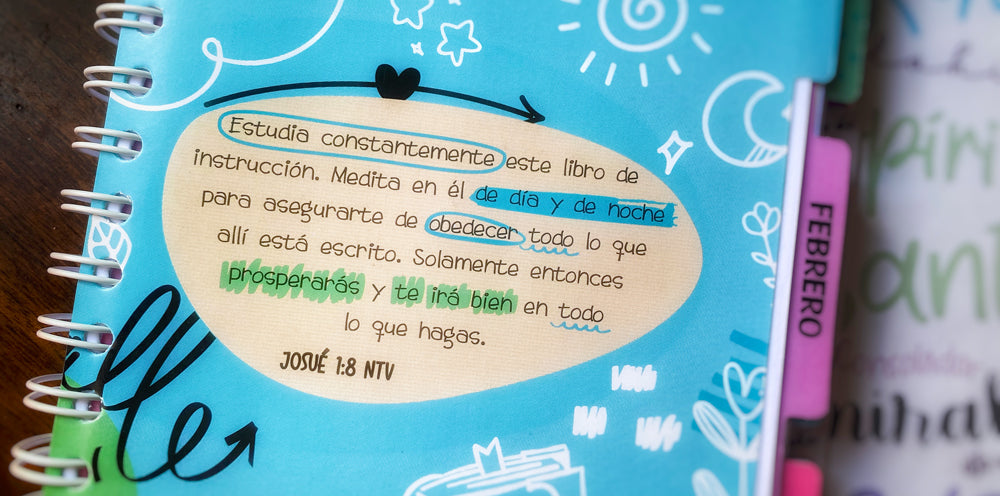 Estudia constantemente este libro de
instrucción. Medita en él de día y de noche
para asegurarte de obedecer todo lo que
allí está escrito. Solamente entonces
prosperarás y te irá bien en todo
lo que hagas.
JOSUÉ 1:8 NTV
FEBRERO